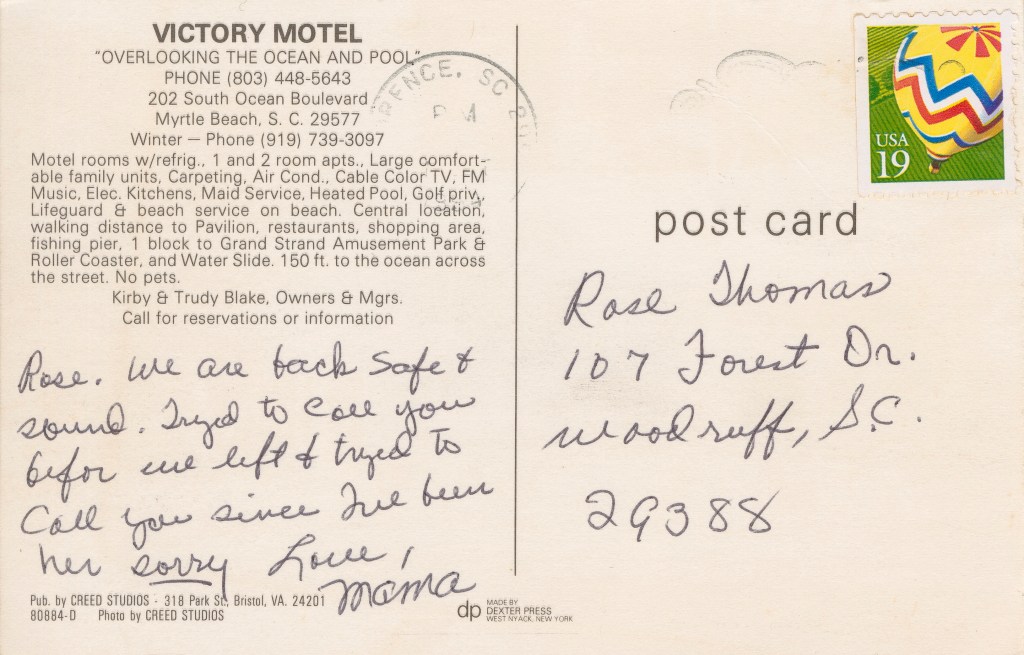 VICTORY MOTEL
"OVERLOOKING THE OCEAN AND POOL"
PHONE (803) 448-5643
202 South Ocean Boulevard
Myrtle Beach, S. C. 29577
Winter — Phone (919) 739-3097
Motel rooms w/refrig., 1 and 2 room apts., Large comfort-
able family units, Carpeting, Air Cond., Cable Color TV, FM
Music, Elec. Kitchens, Maid Service, Heated Pool, Golf priv.,
Lifeguard & beach service on beach. Central location,
walking distance to Pavilion, restaurants, shopping area,
fishing pier, 1 block to Grand Strand Amusement Park &
Roller Coaster, and Water Slide. 150 ft. to the ocean across
the street. No pets.
Kirby & Trudy Blake, Owners & Mgrs.
Call for reservations or information
Rose. We are back safe &
sound. Tryed to call you
befor we left & tryed to
Call you since I've been
her sorry Love,
Mama
Pub. by CREED STUDIOS - 318 Park St., Bristol, VA. 24201
80884-D Photo by CREED STUDIOS
dp MADE BY
DEXTER PRESS
WEST NYACK, NEW YORK
RENCE, SC
PM
USA
19
post card
Rose Thomas
107 Forest Dr.
Woodruff, S.C.
29388